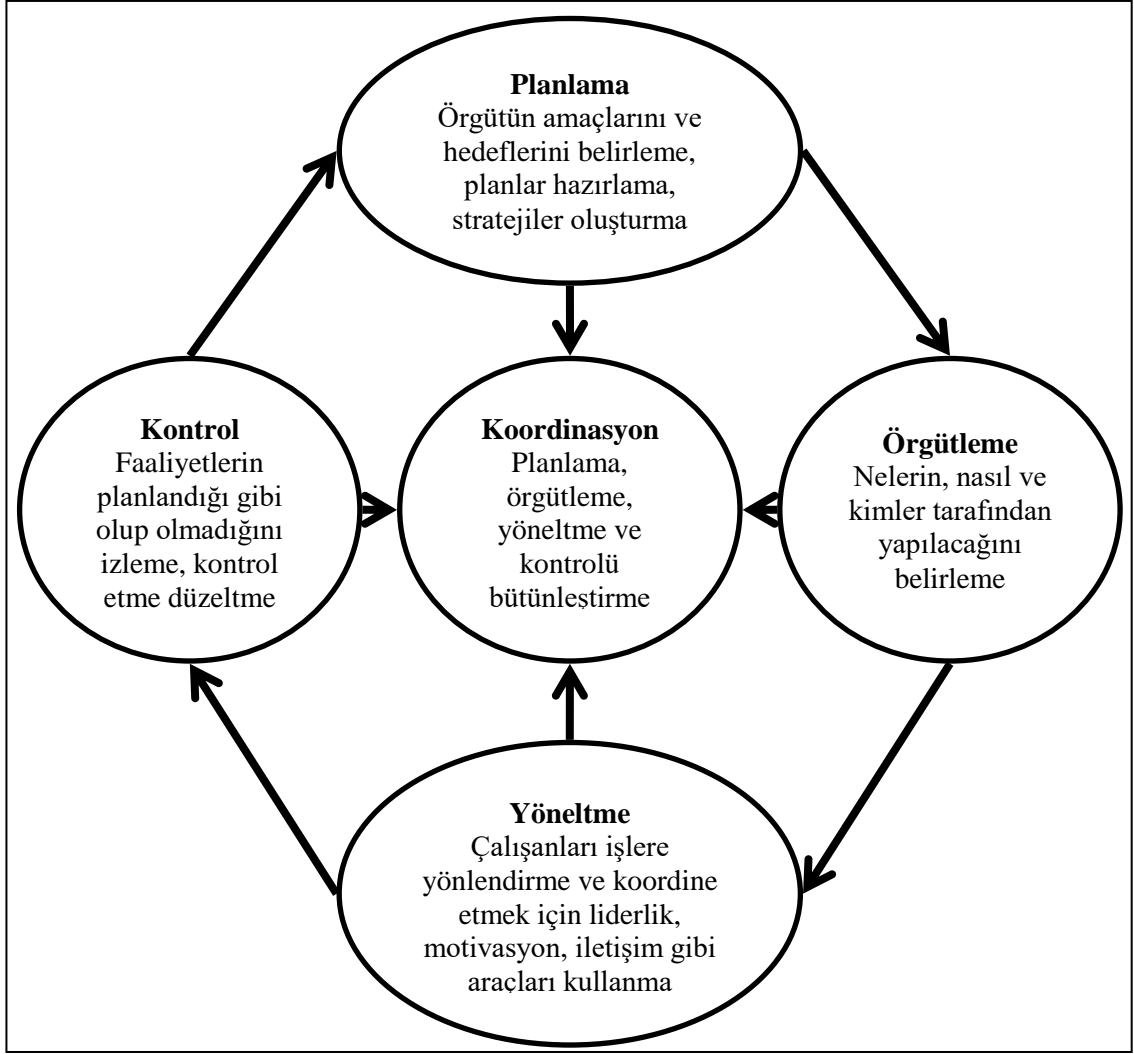 Planlama
Örgütün amaçlarını ve
hedeflerini belirleme,
planlar hazırlama,
stratejiler oluşturma
Kontrol
Faaliyetlerin
planlandığı gibi
olup olmadığını
izleme, kontrol
etme düzeltme
Koordinasyon
Planlama,
örgütleme,
yöneltme ve
kontrolü
bütünleştirme
Örgütleme
Nelerin, nasıl ve
kimler tarafından
yapılacağını
belirleme
Yöneltme
Çalışanları işlere
yönlendirme ve koordine
etmek için liderlik,
motivasyon, iletişim gibi
araçları kullanma